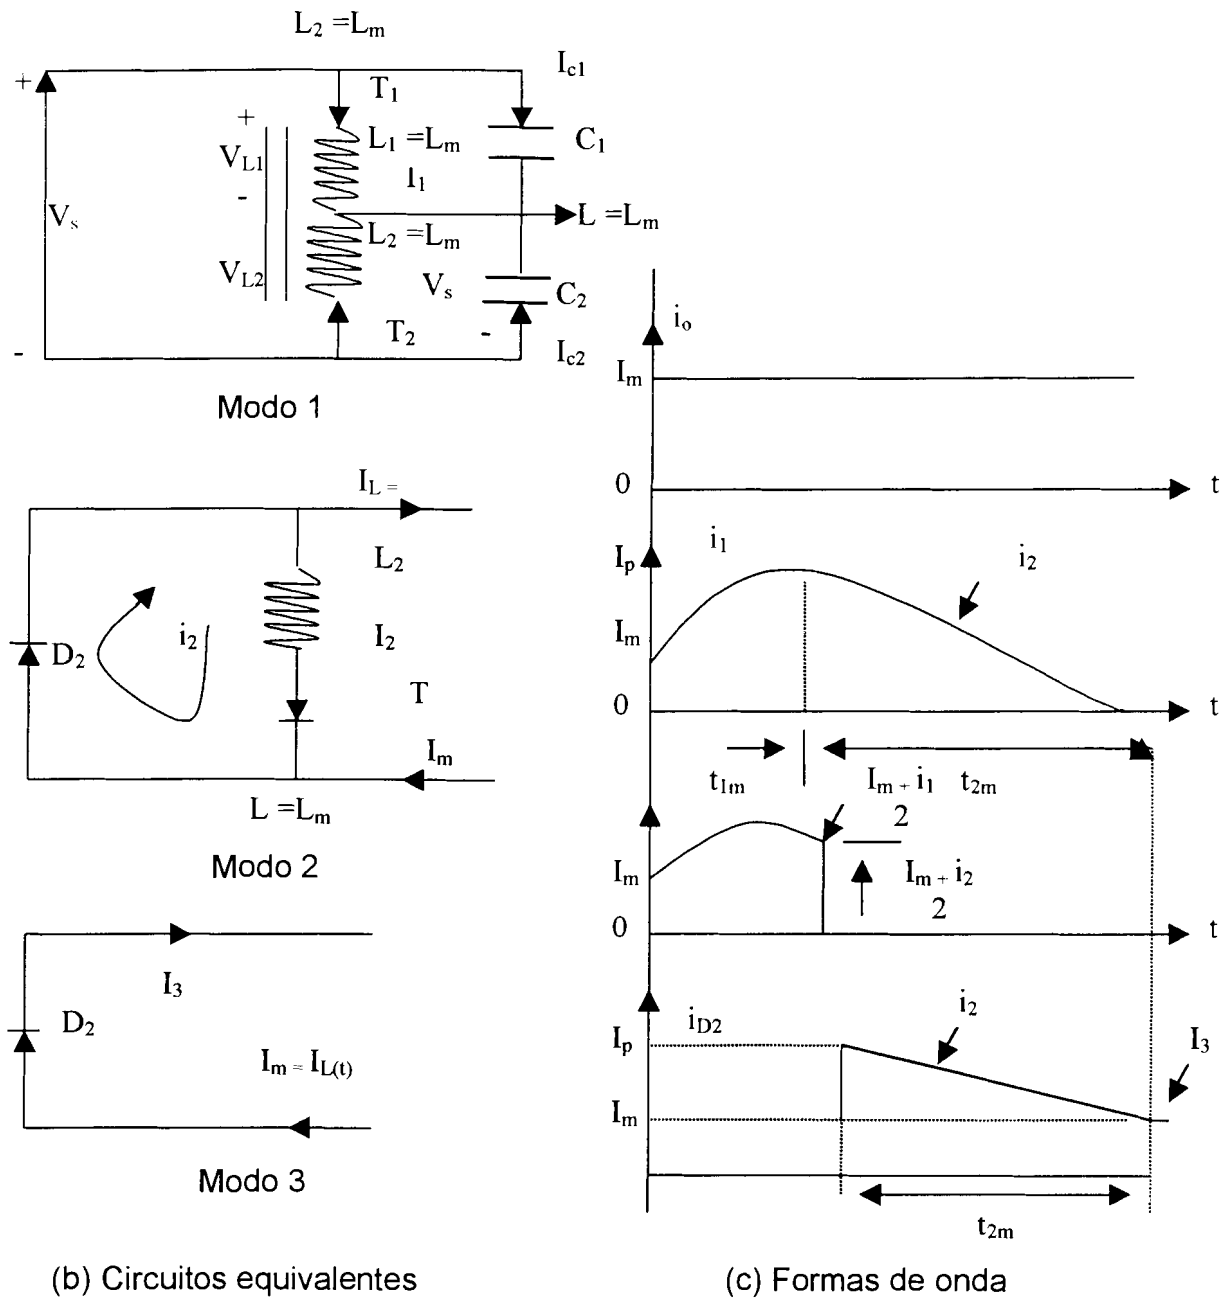 L2 =Lm
Ic1
+
T1
+
L1 =Lm
C1
VL1
I1
-
Vs
L =Lm
L2 =Lm
VL2
Vs
C2
T2
-
-
Ic2
Modo 1
IL =
L2
D2
i2
I2
T
Im
L =Lm
Modo 2
I3
D2
Im = IL(t)
Modo 3
(b) Circuitos equivalentes
io
Im
0
t
Ip
i1
i2
Im
0
t
t1m
Im + i1
2
t2m
Im
Im + i2
2
0
t
iD2
i2
Ip
I3
Im
t2m
(c) Formas de onda